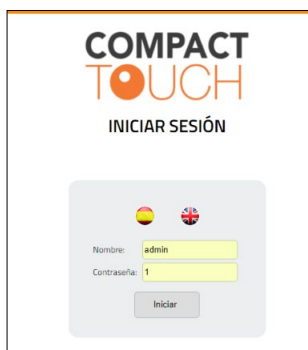 COMPACT
TOUCH
INICIAR SESIÓN
Nombre: admin
Contraseña: 1
Iniciar